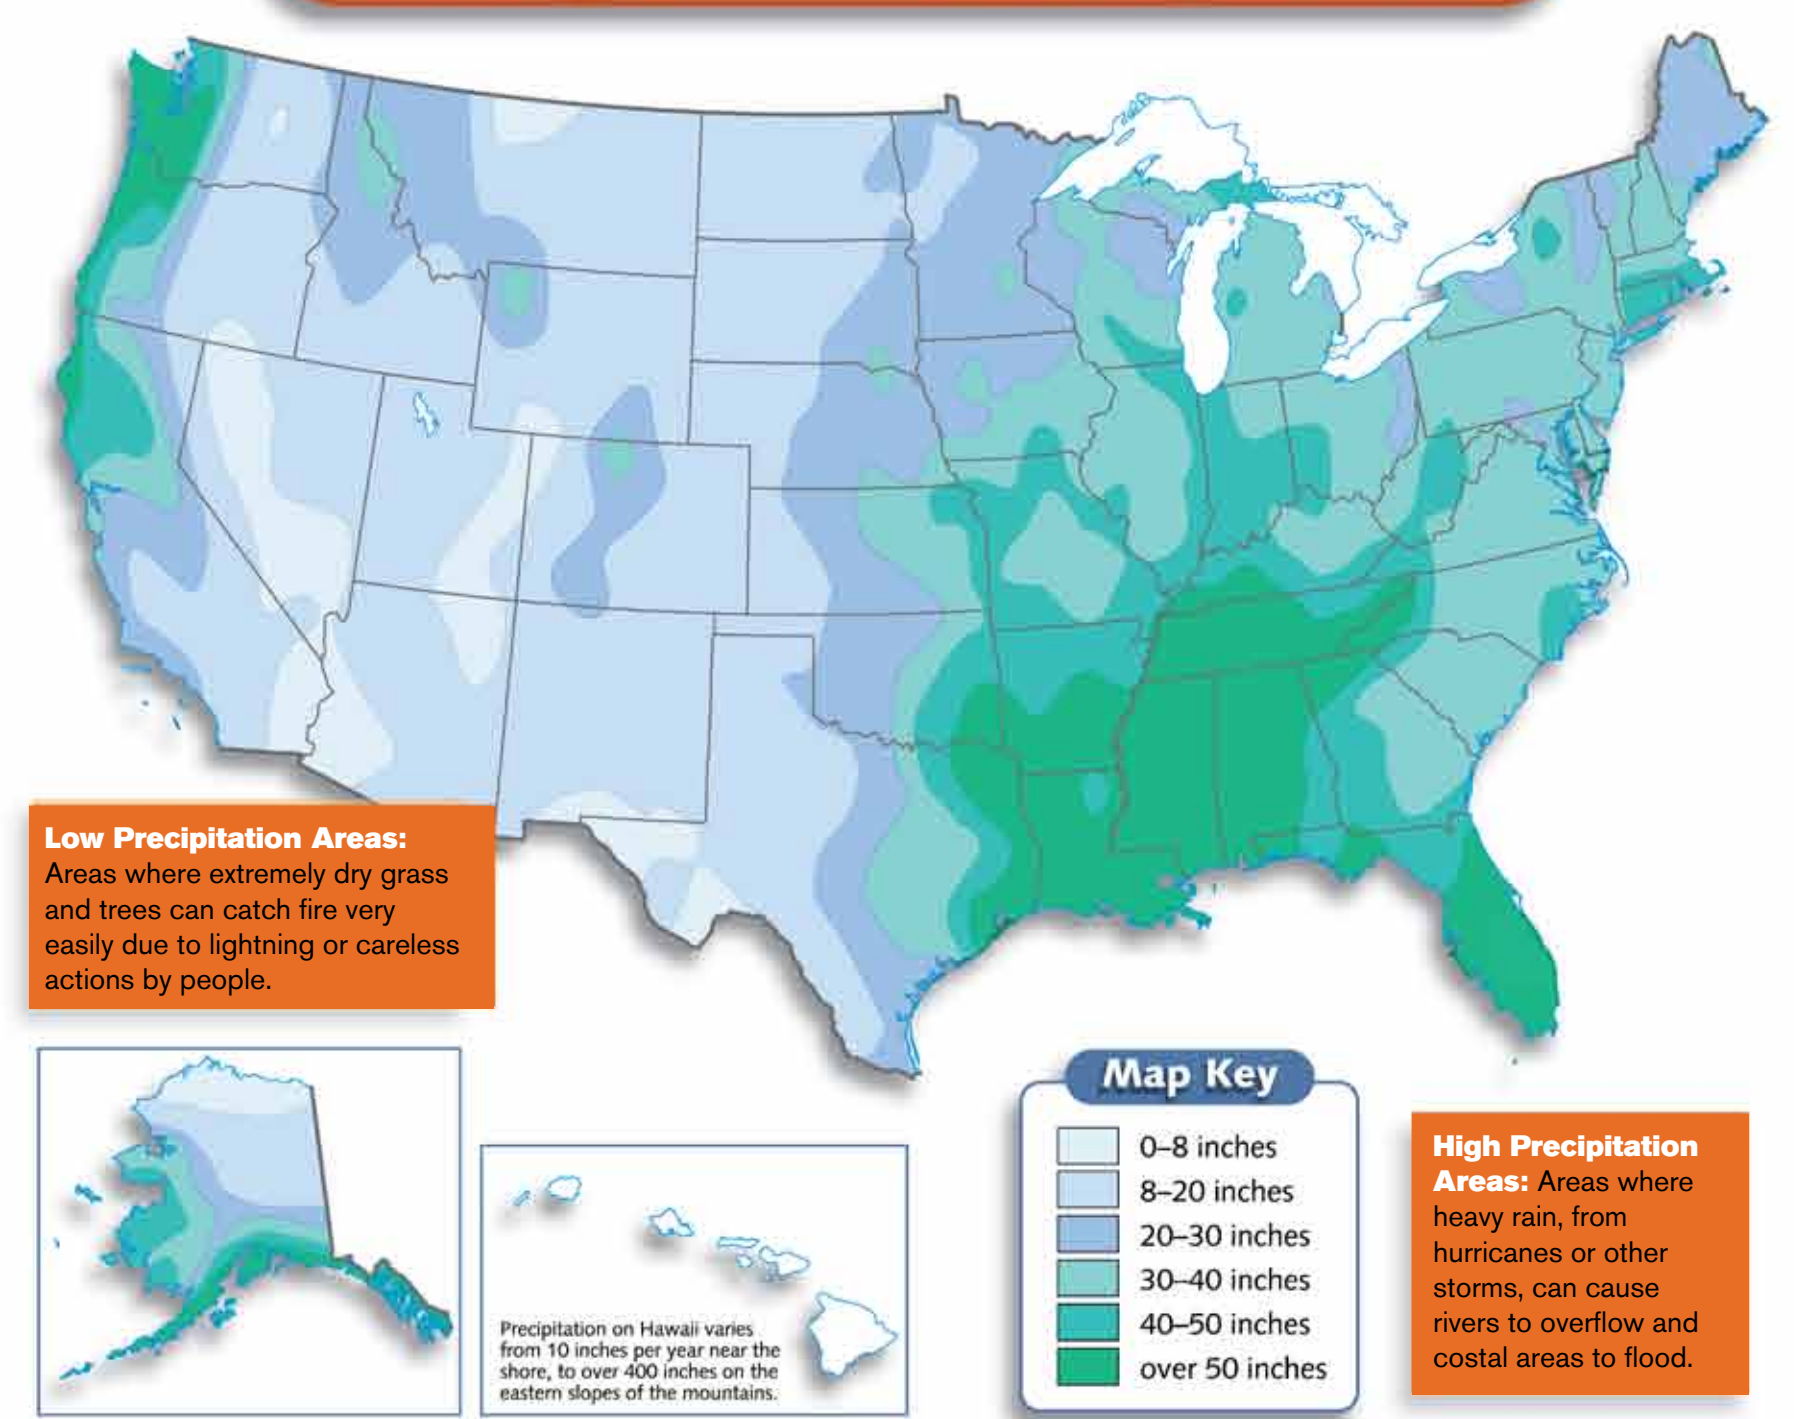 Low Precipitation Areas:
Areas where extremely dry grass
and trees can catch fire very
easily due to lightning or careless
actions by people.
Precipitation on Hawaii varies
from 10 inches per year near the
shore, to over 400 inches on the
eastern slopes of the mountains.
Map Key
0–8 inches
8–20 inches
20–30 inches
30–40 inches
40–50 inches
over 50 inches
High Precipitation
Areas: Areas where
heavy rain, from
hurricanes or other
storms, can cause
rivers to overflow and
costal areas to flood.